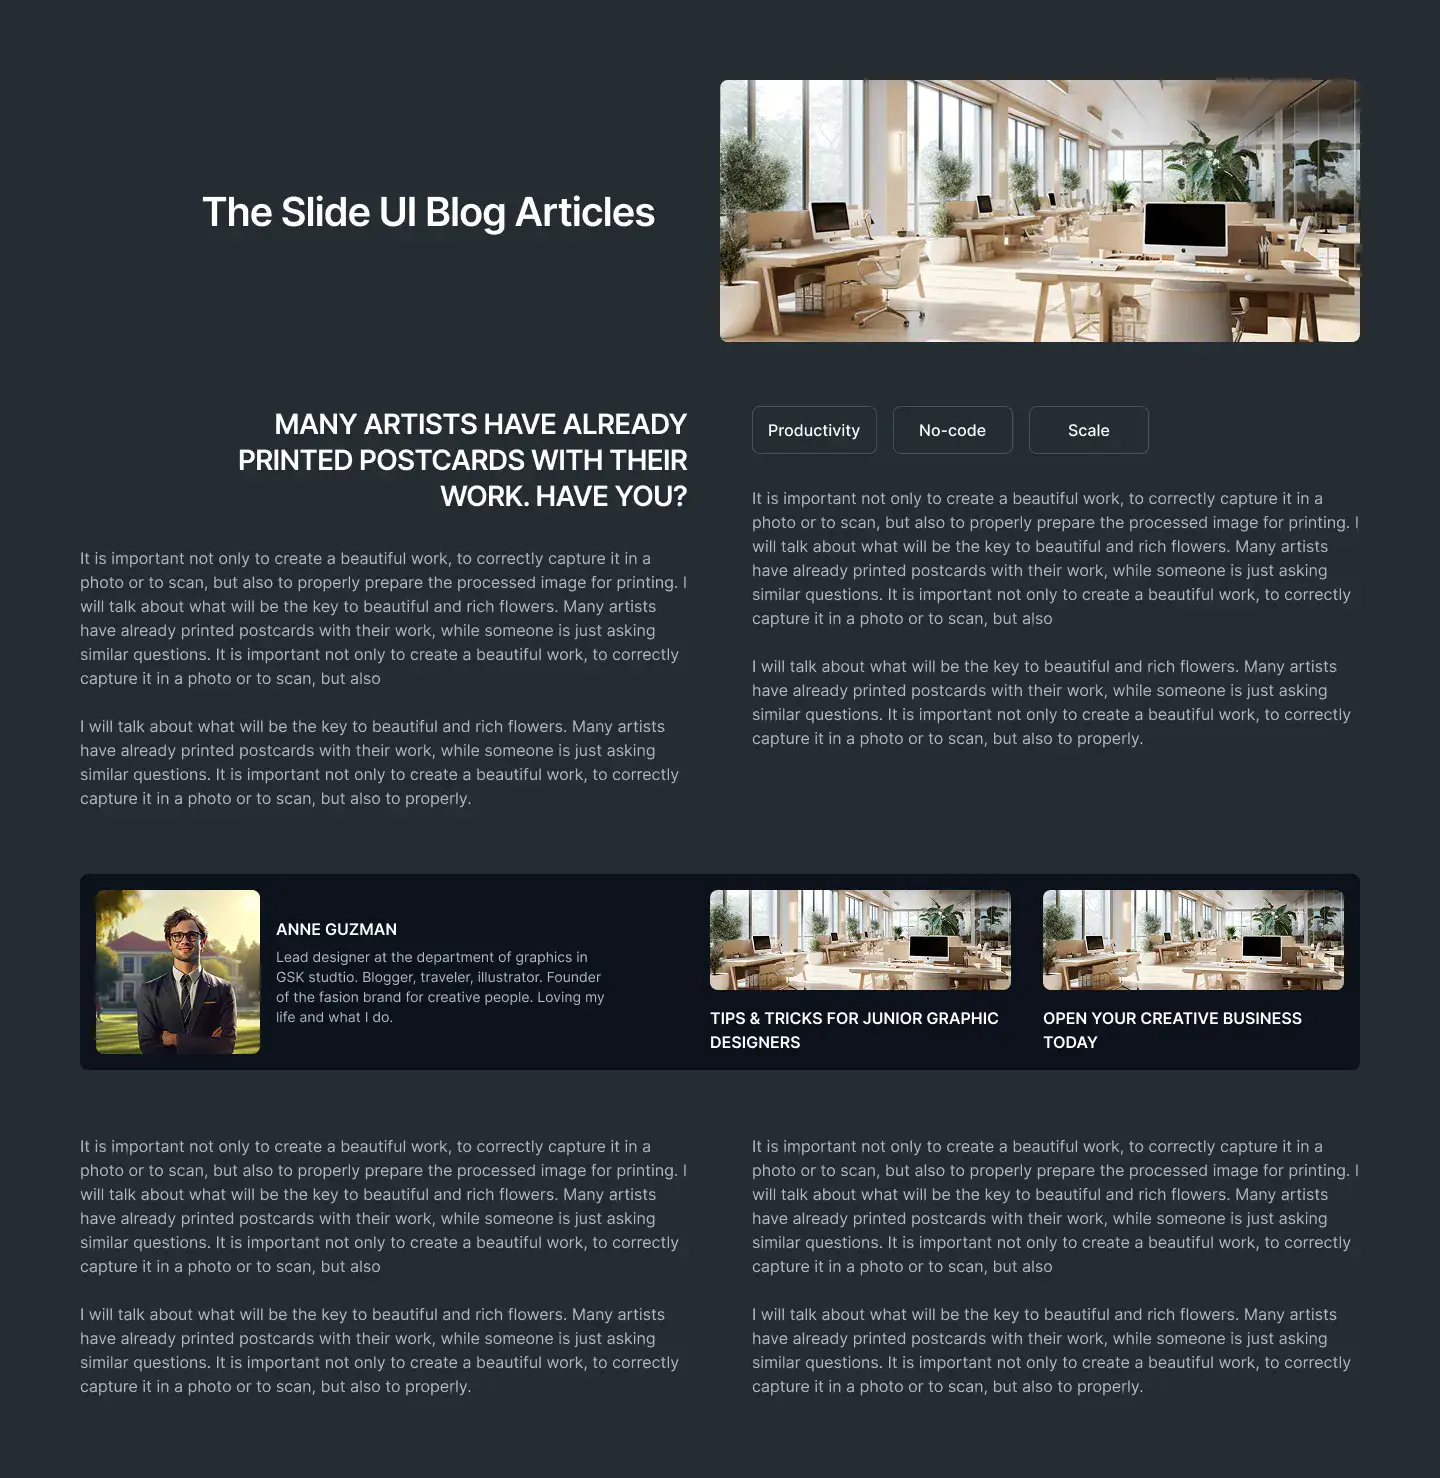 The Slide UI Blog Articles
MANY ARTISTS HAVE ALREADY
PRINTED POSTCARDS WITH THEIR
WORK. HAVE YOU?
It is important not only to create a beautiful work, to correctly capture it in a
photo or to scan, but also to properly prepare the processed image for printing. I
will talk about what will be the key to beautiful and rich flowers. Many artists
have already printed postcards with their work, while someone is just asking
similar questions. It is important not only to create a beautiful work, to correctly
capture it in a photo or to scan, but also
I will talk about what will be the key to beautiful and rich flowers. Many artists
have already printed postcards with their work, while someone is just asking
similar questions. It is important not only to create a beautiful work, to correctly
capture it in a photo or to scan, but also to properly.
Productivity
No-code
Scale
It is important not only to create a beautiful work, to correctly capture it in a
photo or to scan, but also to properly prepare the processed image for printing. I
will talk about what will be the key to beautiful and rich flowers. Many artists
have already printed postcards with their work, while someone is just asking
similar questions. It is important not only to create a beautiful work, to correctly
capture it in a photo or to scan, but also
I will talk about what will be the key to beautiful and rich flowers. Many artists
have already printed postcards with their work, while someone is just asking
similar questions. It is important not only to create a beautiful work, to correctly
capture it in a photo or to scan, but also to properly.
ANNE GUZMAN
Lead designer at the department of graphics in
GSK studtio. Blogger, traveler, illustrator. Founder
of the fasion brand for creative people. Loving my
life and what I do.
TIPS & TRICKS FOR JUNIOR GRAPHIC
DESIGNERS
OPEN YOUR CREATIVE BUSINESS
TODAY
It is important not only to create a beautiful work, to correctly capture it in a
photo or to scan, but also to properly prepare the processed image for printing. I
will talk about what will be the key to beautiful and rich flowers. Many artists
have already printed postcards with their work, while someone is just asking
similar questions. It is important not only to create a beautiful work, to correctly
capture it in a photo or to scan, but also
I will talk about what will be the key to beautiful and rich flowers. Many artists
have already printed postcards with their work, while someone is just asking
similar questions. It is important not only to create a beautiful work, to correctly
capture it in a photo or to scan, but also to properly.
It is important not only to create a beautiful work, to correctly capture it in a
photo or to scan, but also to properly prepare the processed image for printing. I
will talk about what will be the key to beautiful and rich flowers. Many artists
have already printed postcards with their work, while someone is just asking
similar questions. It is important not only to create a beautiful work, to correctly
capture it in a photo or to scan, but also
I will talk about what will be the key to beautiful and rich flowers. Many artists
have already printed postcards with their work, while someone is just asking
similar questions. It is important not only to create a beautiful work, to correctly
capture it in a photo or to scan, but also to properly.